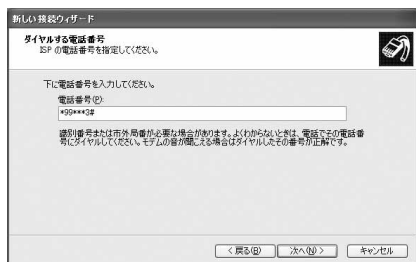 新しい接続ウィザード
ダイヤルする電話番号
ISP の電話番号を指定してください。
下に電話番号を入力してください。
電話番号(P):
*99***3#
識別番号または市外局番が必要な場合があります。よくわからないときは、電話でその電話番
号にダイヤルしてください。モデムの音が聞こえる場合はダイヤルしたその番号が正解です。
< 戻る(B)
次へ(N) >
キャンセル